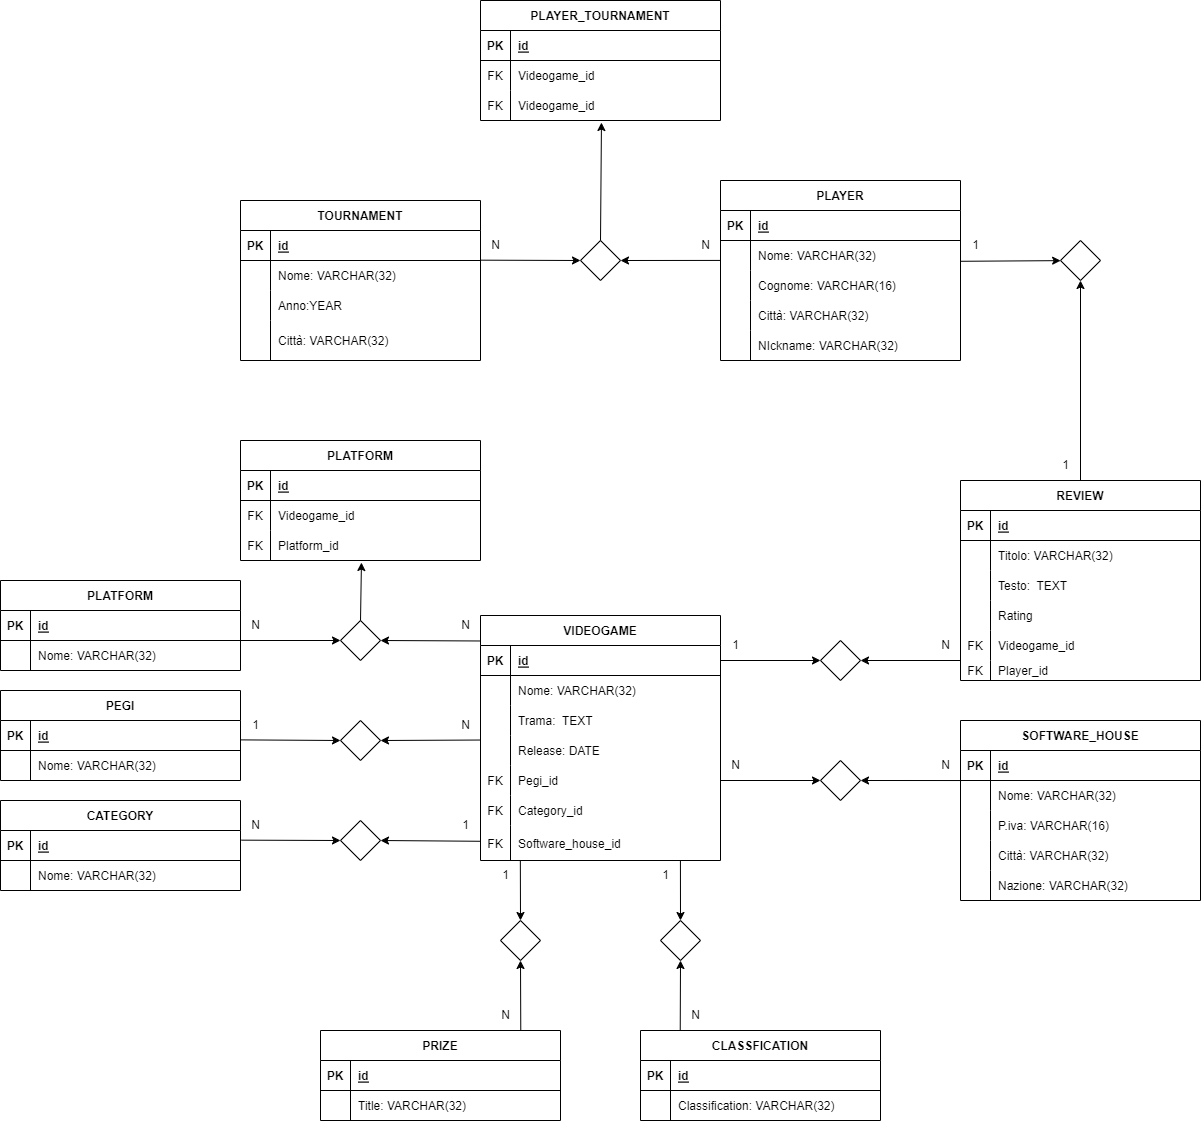 PLAYER_TOURNAMENT
PK id
FK Videogame_id
FK Videogame_id
TOURNAMENT
PK id
Nome: VARCHAR(32)
Anno:YEAR
Città: VARCHAR(32)
N
N
PLAYER
PK id
Nome: VARCHAR(32)
Cognome: VARCHAR(16)
Città: VARCHAR(32)
NIckname: VARCHAR(32)
1
1
PLATFORM
PK id
FK Videogame_id
FK Platform_id
REVIEW
PK id
Titolo: VARCHAR(32)
Testo: TEXT
Rating
FK Videogame_id
FK Player_id
PLATFORM
PK id
Nome: VARCHAR(32)
N
N
VIDEOGAME
PK id
Nome: VARCHAR(32)
Trama: TEXT
Release: DATE
FK Pegi_id
FK Category_id
FK Software_house_id
1
N
PEGI
PK id
Nome: VARCHAR(32)
1
N
SOFTWARE_HOUSE
PK id
Nome: VARCHAR(32)
P.iva: VARCHAR(16)
Città: VARCHAR(32)
Nazione: VARCHAR(32)
N
N
CATEGORY
PK id
Nome: VARCHAR(32)
N
1
1
1
N
N
PRIZE
PK id
Title: VARCHAR(32)
CLASSFICATION
PK id
Classification: VARCHAR(32)